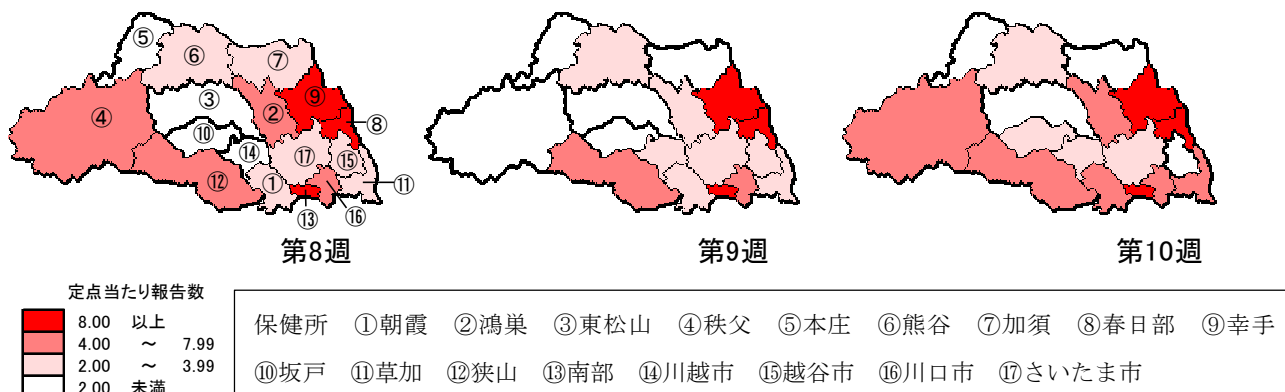 ⑤
⑥
⑦
③
④
②
⑨
⑧
⑩
⑭
⑰
⑮
⑫
①
⑪
⑬
⑯
第8週
第9週
第10週
定点当たり報告数
8.00 以上
4.00 ～ 7.99
2.00 ～ 3.99
2.00 未満
保健所 ①朝霞 ②鴻巣 ③東松山 ④秩父 ⑤本庄 ⑥熊谷 ⑦加須 ⑧春日部 ⑨幸手
⑩坂戸 ⑪草加 ⑫狭山 ⑬南部 ⑭川越市 ⑮越谷市 ⑯川口市 ⑰さいたま市